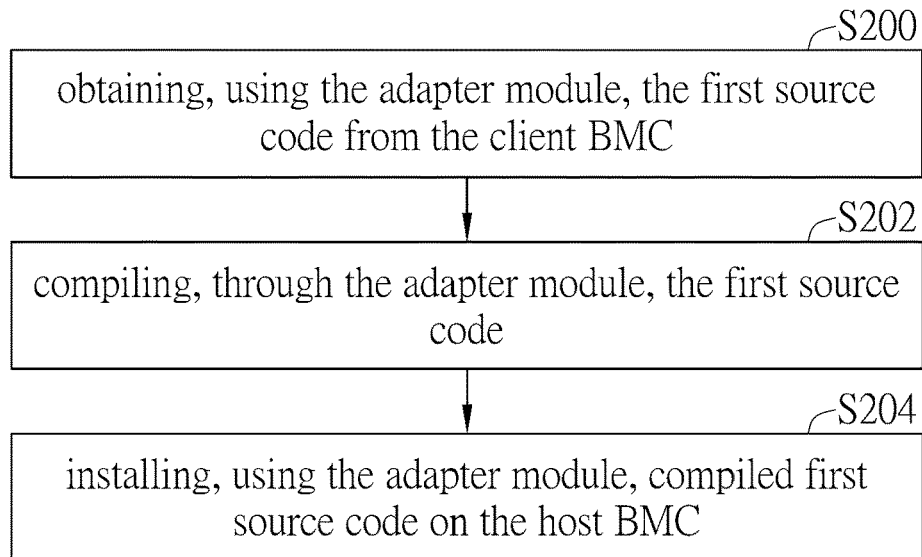 S200
obtaining, using the adapter module, the first source
code from the client BMC
S202
compiling, through the adapter module, the first source
code
S204
installing, using the adapter module, compiled first
source code on the host BMC